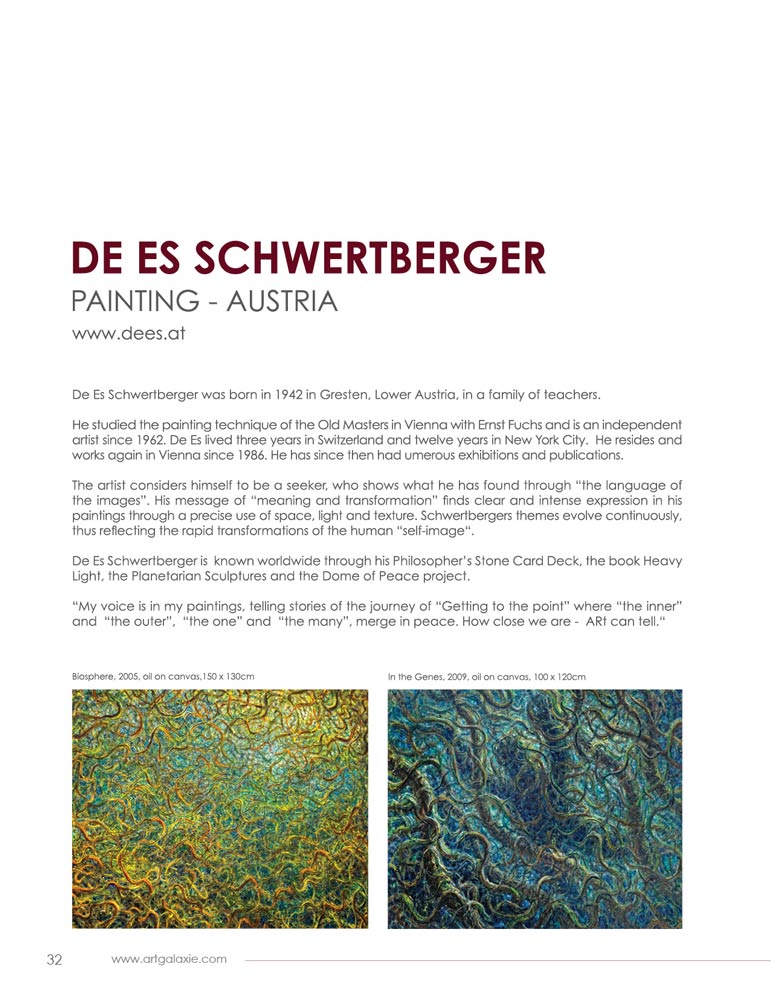 DE ES SCHWERTBERGER
PAINTING - AUSTRIA
www.dees.at
De Es Schwertberger was born in 1942 in Gresten, Lower Austria, in a family of teachers.
He studied the painting technique of the Old Masters in Vienna with Ernst Fuchs and is an independent
artist since 1962. De Es lived three years in Switzerland and twelve years in New York City.  He resides and
works again in Vienna since 1986. He has since then had umerous exhibitions and publications.
The artist considers himself to be a seeker, who shows what he has found through “the language of
the images”. His message of “meaning and transformation” finds clear and intense expression in his
paintings through a precise use of space, light and texture. Schwertbergers themes evolve continuously,
thus reflecting the rapid transformations of the human “self-image“.
De Es Schwertberger is  known worldwide through his Philosopher’s Stone Card Deck, the book Heavy
Light, the Planetarian Sculptures and the Dome of Peace project.
“My voice is in my paintings, telling stories of the journey of “Getting to the point” where “the inner”
and  “the outer”,  “the one” and  “the many”, merge in peace. How close we are -  ARt can tell.“
Biosphere, 2005, oil on canvas,150 x 130cm
In the Genes, 2009, oil on canvas, 100 x 120cm
32
www.artgalaxie.com